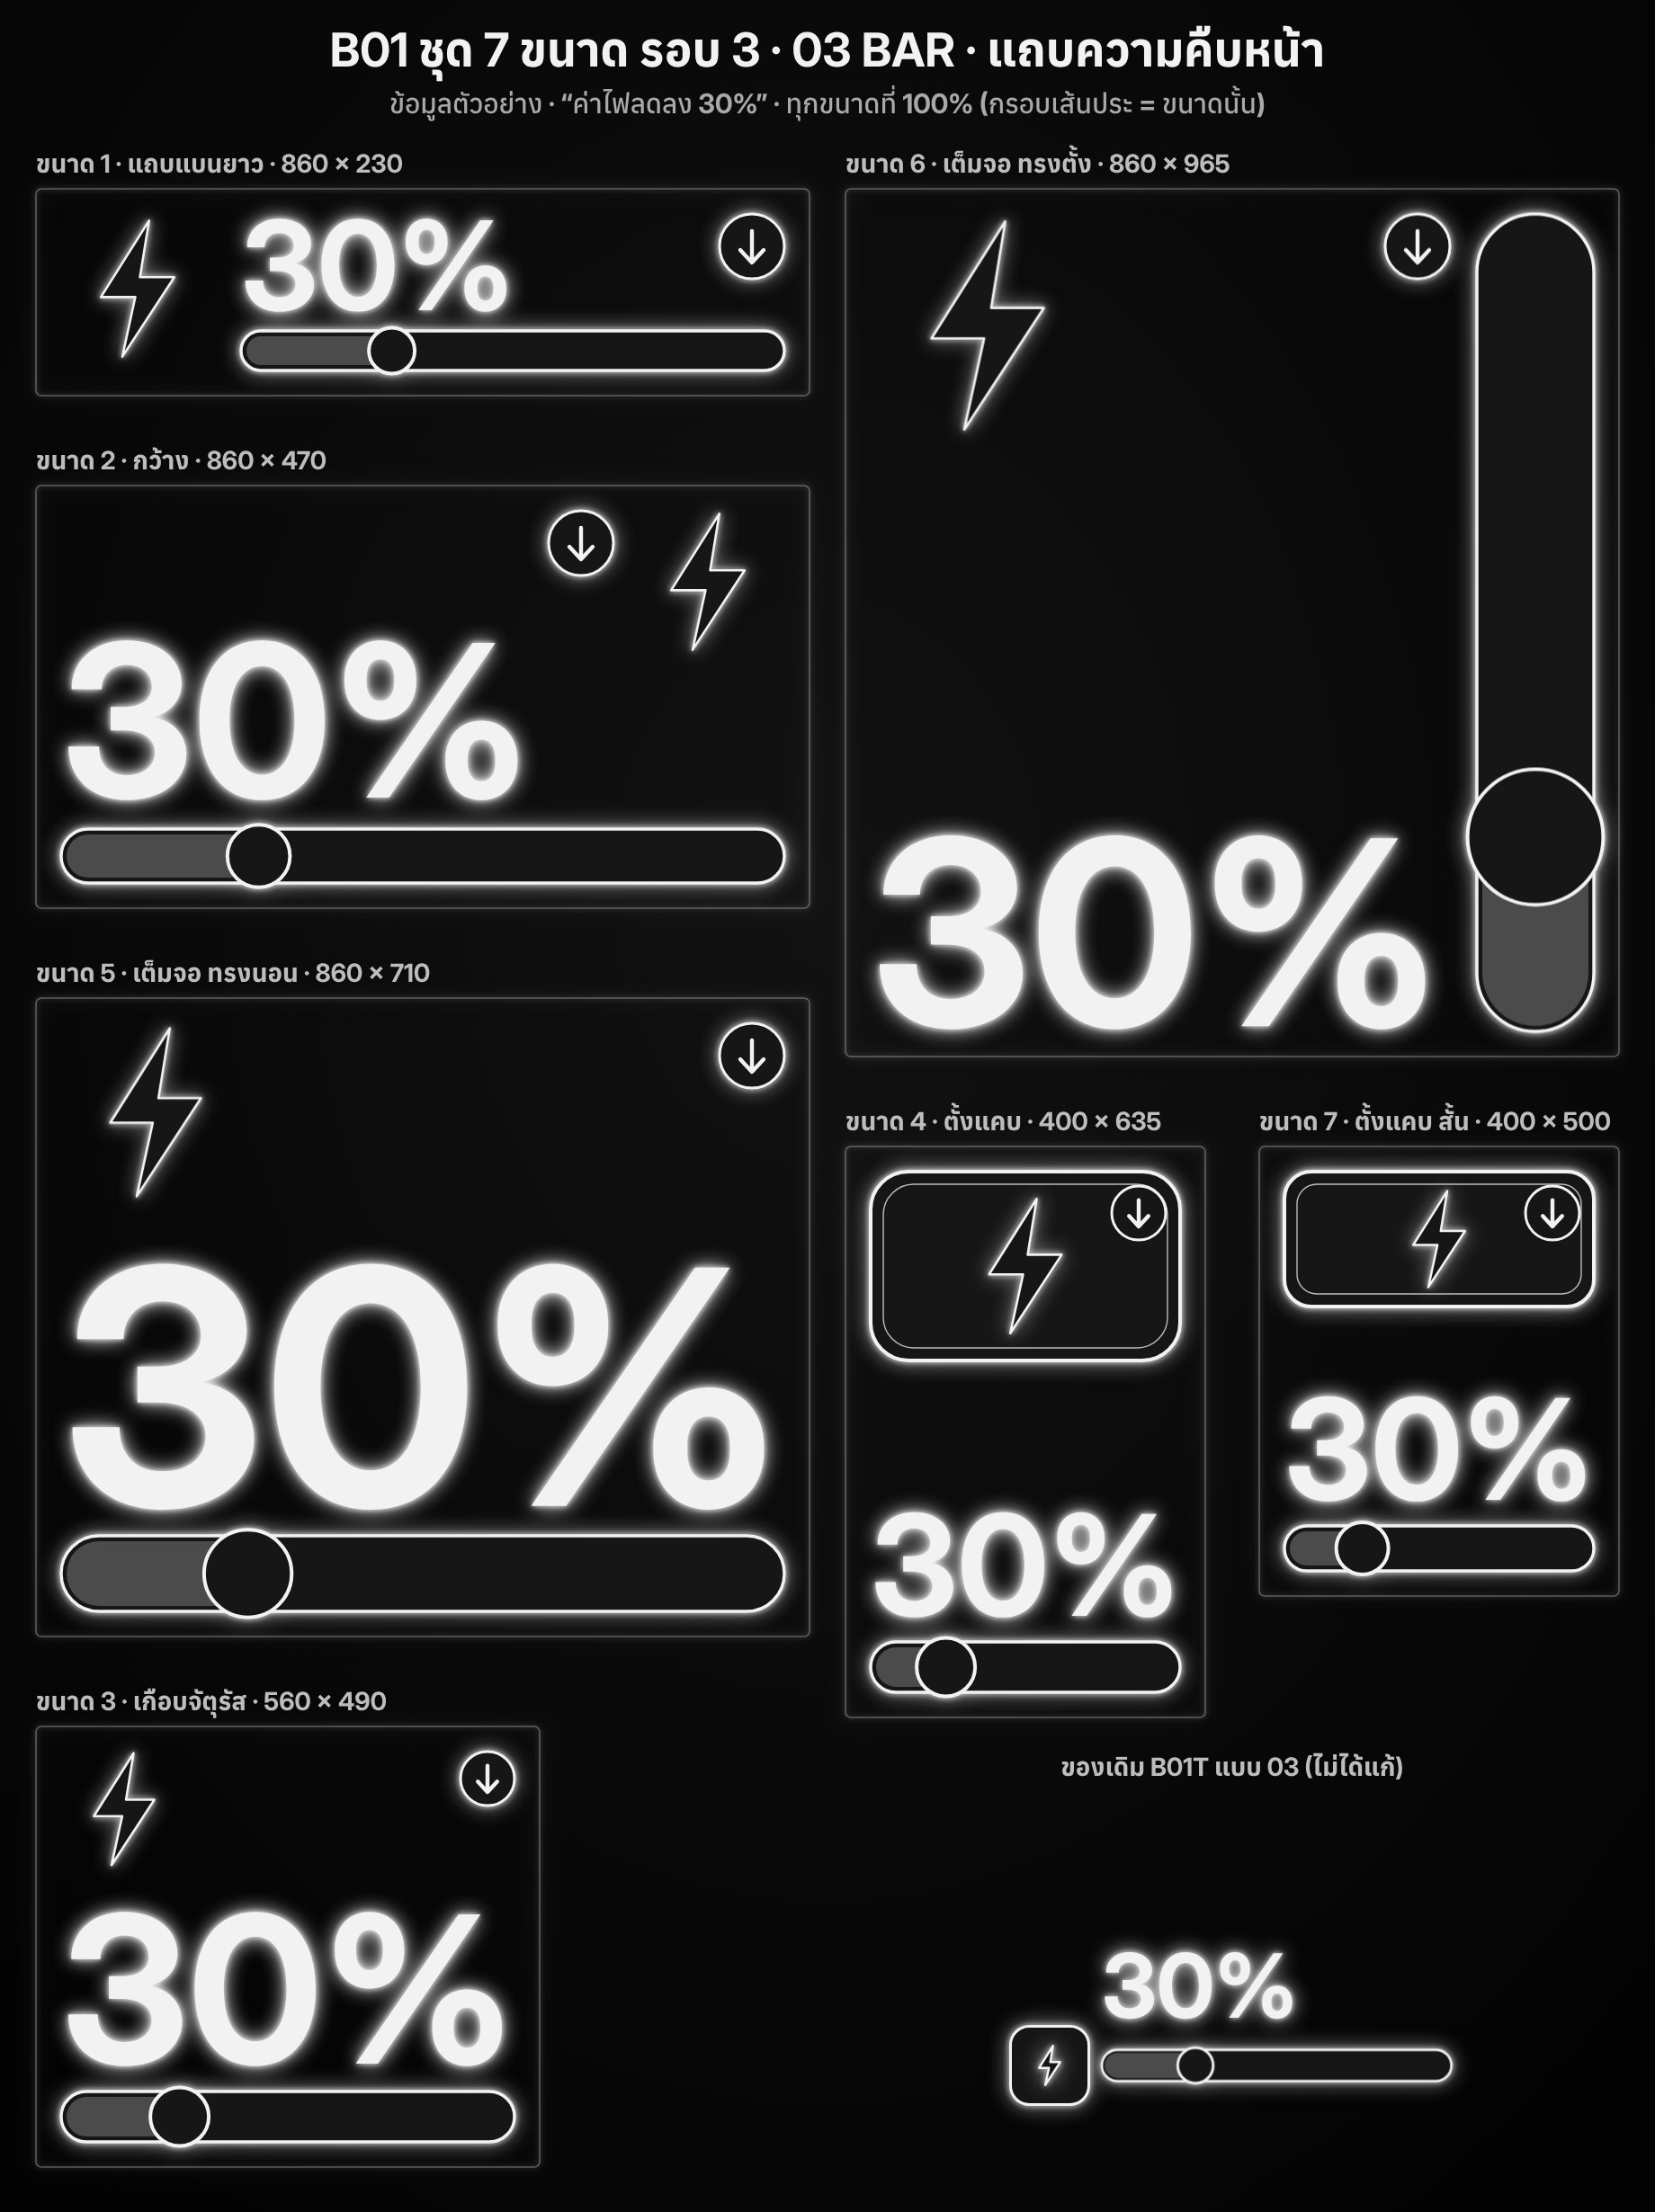 B01 ชุด 7 ขนาด รอบ 3 · 03 BAR · แถบความคืบหน้า
ข้อมูลตัวอย่าง · “ค่าไฟลดลง 30%” · ทุกขนาดที่ 100% (กรอบเส้นประ = ขนาดนั้น)
ขนาด 1 · แถบแบนยาว · 860 × 230
30%
ขนาด 2 · กว้าง · 860 × 470
30%
ขนาด 5 · เต็มจอ ทรงนอน · 860 × 710
30%
ขนาด 3 · เกือบจัตุรัส · 560 × 490
30%
ขนาด 6 · เต็มจอ ทรงตั้ง · 860 × 965
30%
ขนาด 4 · ตั้งแคบ · 400 × 635
30%
ขนาด 7 · ตั้งแคบ สั้น · 400 × 500
30%
ของเดิม B01T แบบ 03 (ไม่ได้แก้)
30%